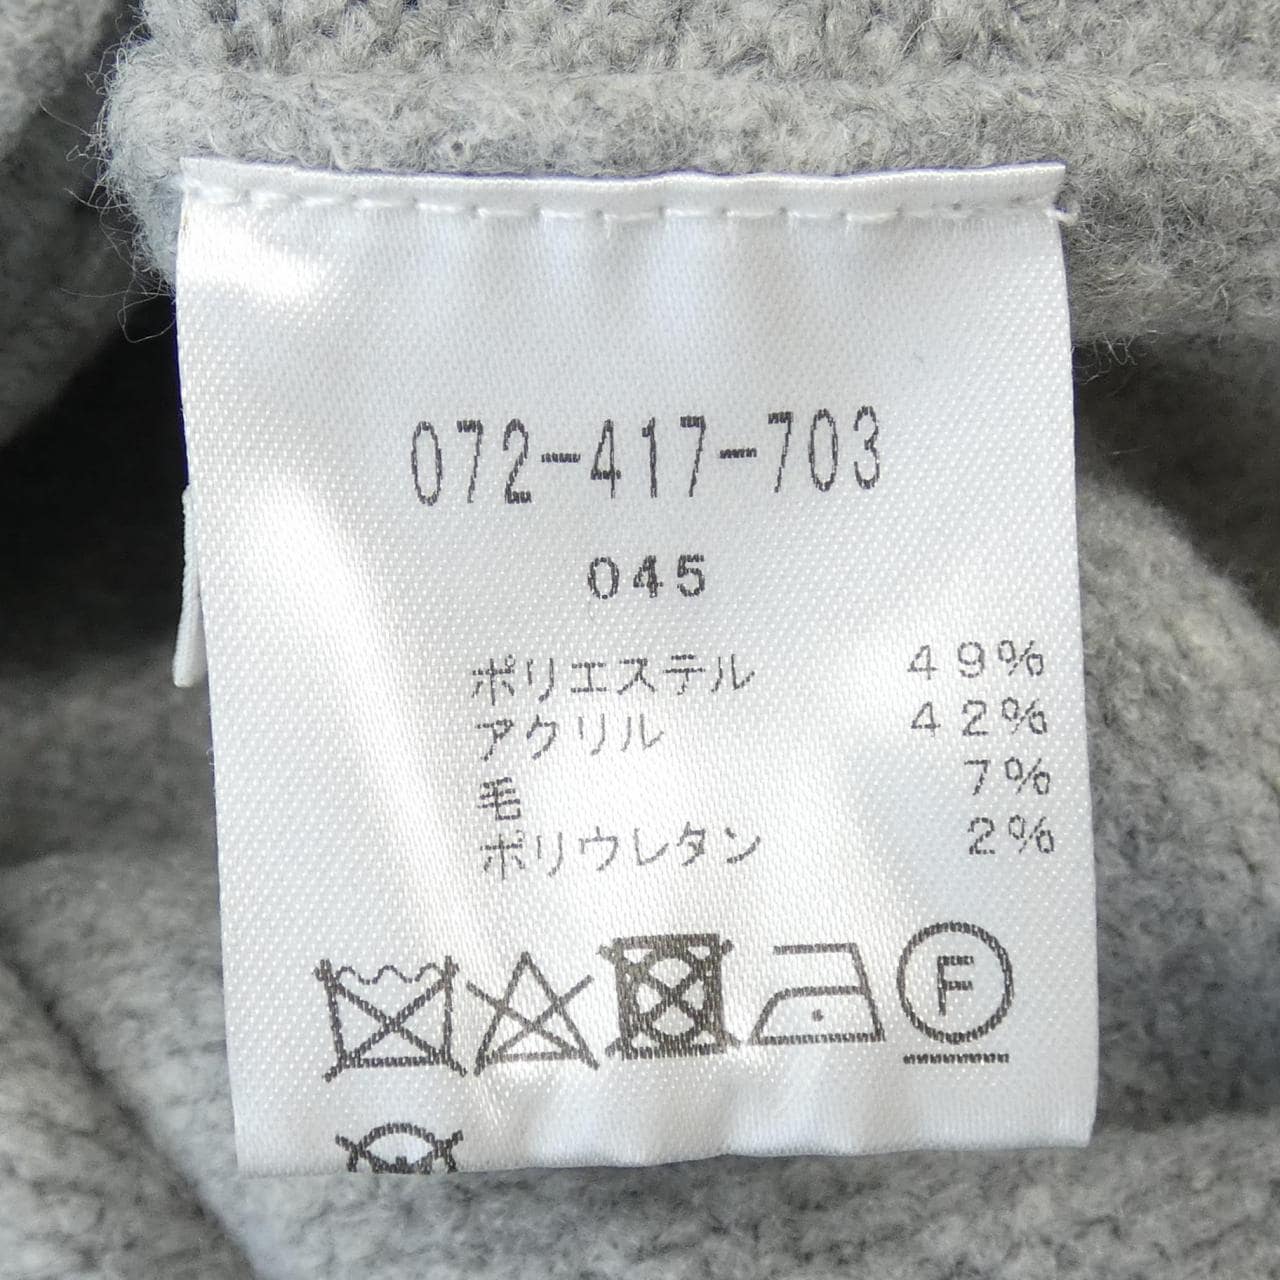 072-417-703
045
ポリエステル 49%
アクリル 42%
毛 7%
ポリウレタン 2%
F